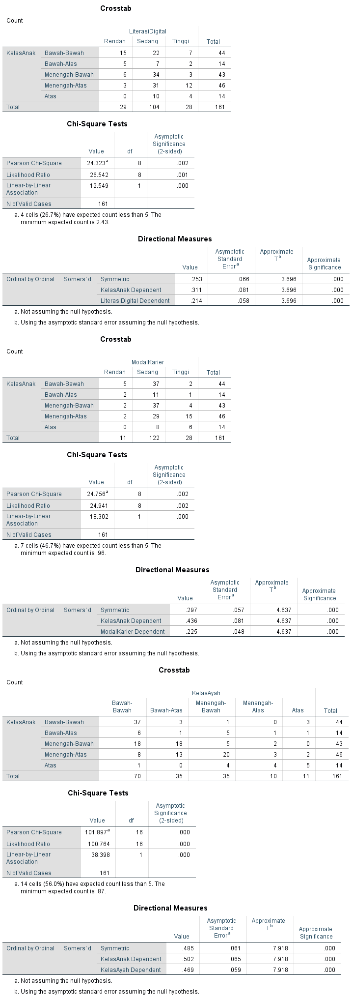 Crosstab
Count
LiterasiDigital
Rendah Sedang Tinggi Total
KelasAnak Bawah-Bawah 15 22 7 44
Bawah-Atas 5 7 2 14
Menengah-Bawah 6 34 3 43
Menengah-Atas 3 31 12 46
Atas 0 10 4 14
Total 29 104 28 161
Chi-Square Tests
Value df Asymptotic
Significance
(2-sided)
Pearson Chi-Square 24.323a 8 .002
Likelihood Ratio 26.542 8 .001
Linear-by-Linear
Association 12.549 1 .000
N of Valid Cases 161
a. 4 cells (26.7%) have expected count less than 5. The
minimum expected count is 2.43.
Directional Measures
Value Asymptotic
Standard
Errora Approximate
Tb Approximate
Significance
Ordinal by Ordinal Somers' d Symmetric .253 .066 3.696 .000
KelasAnak Dependent .311 .081 3.696 .000
LiterasiDigital Dependent .214 .058 3.696 .000
a. Not assuming the null hypothesis.
b. Using the asymptotic standard error assuming the null hypothesis.
Crosstab
Count
ModalKarier
Rendah Sedang Tinggi Total
KelasAnak Bawah-Bawah 5 37 2 44
Bawah-Atas 2 11 1 14
Menengah-Bawah 2 37 4 43
Menengah-Atas 2 29 15 46
Atas 0 8 6 14
Total 11 122 28 161
Chi-Square Tests
Value df Asymptotic
Significance
(2-sided)
Pearson Chi-Square 24.756a 8 .002
Likelihood Ratio 24.941 8 .002
Linear-by-Linear
Association 18.302 1 .000
N of Valid Cases 161
a. 7 cells (46.7%) have expected count less than 5. The
minimum expected count is .96.
Directional Measures
Value Asymptotic
Standard
Errora Approximate
Tb Approximate
Significance
Ordinal by Ordinal Somers' d Symmetric .297 .057 4.637 .000
KelasAnak Dependent .436 .081 4.637 .000
ModalKarier Dependent .225 .048 4.637 .000
a. Not assuming the null hypothesis.
b. Using the asymptotic standard error assuming the null hypothesis.
Crosstab
Count
KelasAyah
Bawah-
Bawah Bawah-Atas Menengah-
Bawah Menengah-
Atas Atas Total
KelasAnak Bawah-Bawah 37 3 1 0 3 44
Bawah-Atas 6 1 5 1 1 14
Menengah-Bawah 18 18 5 2 0 43
Menengah-Atas 8 13 20 3 2 46
Atas 1 0 4 4 5 14
Total 70 35 35 10 11 161
Chi-Square Tests
Value df Asymptotic
Significance
(2-sided)
Pearson Chi-Square 101.897a 16 .000
Likelihood Ratio 100.764 16 .000
Linear-by-Linear
Association 38.398 1 .000
N of Valid Cases 161
a. 14 cells (56.0%) have expected count less than 5. The
minimum expected count is .87.
Directional Measures
Value Asymptotic
Standard
Errora Approximate
Tb Approximate
Significance
Ordinal by Ordinal Somers' d Symmetric .485 .061 7.918 .000
KelasAnak Dependent .502 .065 7.918 .000
KelasAyah Dependent .469 .059 7.918 .000
a. Not assuming the null hypothesis.
b. Using the asymptotic standard error assuming the null hypothesis.